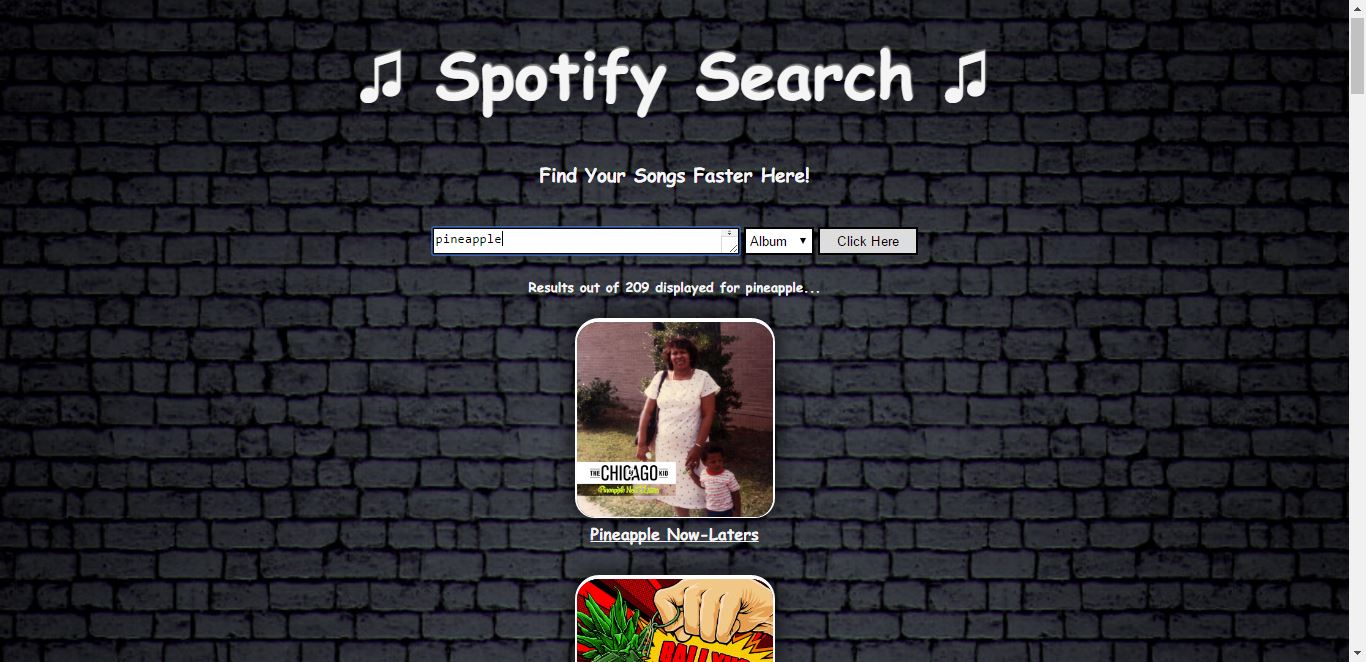 ♫ Spotify Search ♫
Find Your Songs Faster Here!
pineapple
Album
Click Here
Results out of 209 displayed for pineapple...
THE CHICAGO KID
Pineapple Now-Laters
Pineapple Now-Laters